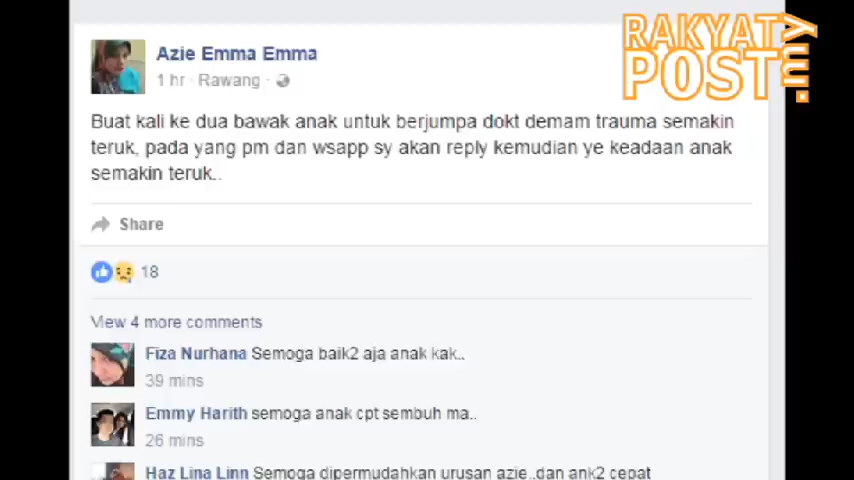 RAKYAT
POST.my
Azie Emma Emma
1 hr · Rawang ·
Buat kali ke dua bawak anak untuk berjumpa dokt demam trauma semakin
teruk, pada yang pm dan wsapp sy akan reply kemudian ye keadaan anak
semakin teruk..
Share
18
View 4 more comments
Fiza Nurhana Semoga baik2 aja anak kak..
39 mins
Emmy Harith semoga anak cpt sembuh ma..
26 mins
Haz Lina Linn Semoga dipermudahkan urusan azie..dan ank2 cepat